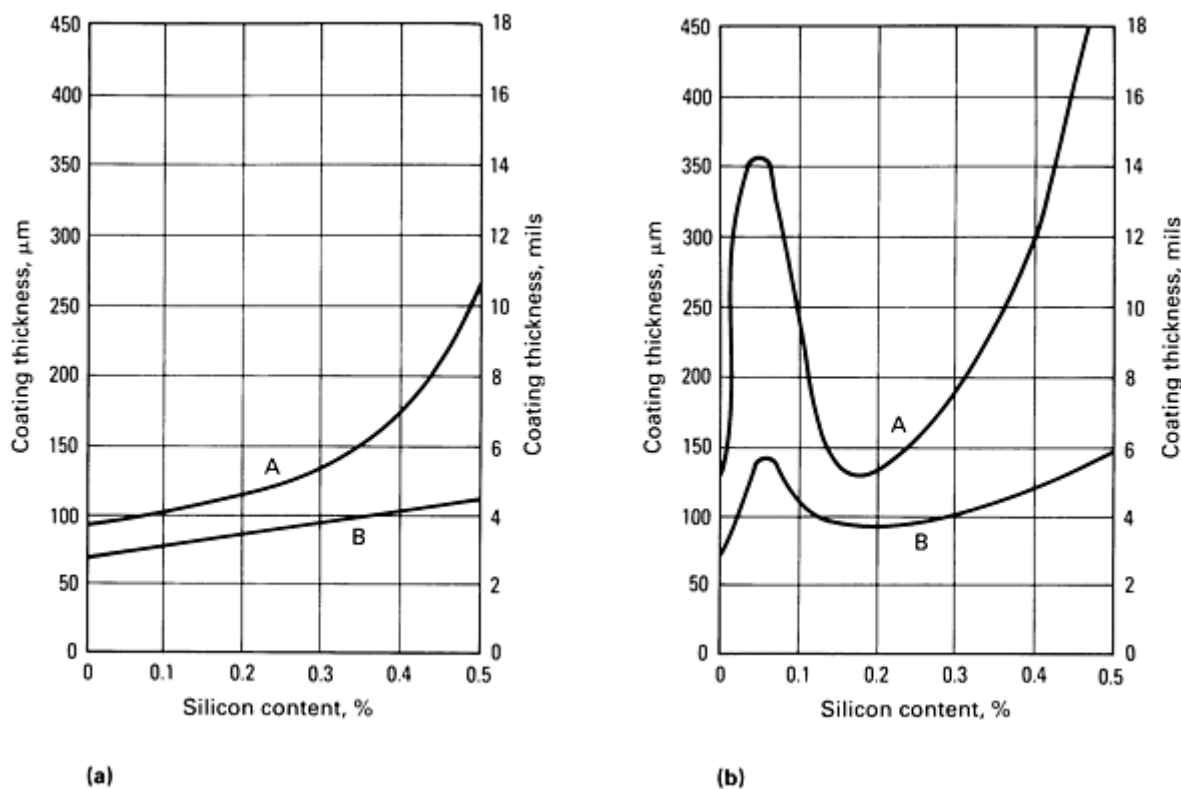 450
400
350
300
250
200
150
100
50
0
Coating thickness, μm
18
16
14
12
10
8
6
4
2
0
Coating thickness, mils
A
B
0 0.1 0.2 0.3 0.4 0.5
Silicon content, %
(a)
450
400
350
300
250
200
150
100
50
0
Coating thickness, μm
18
16
14
12
10
8
6
4
2
0
Coating thickness, mils
A
B
0 0.1 0.2 0.3 0.4 0.5
Silicon content, %
(b)